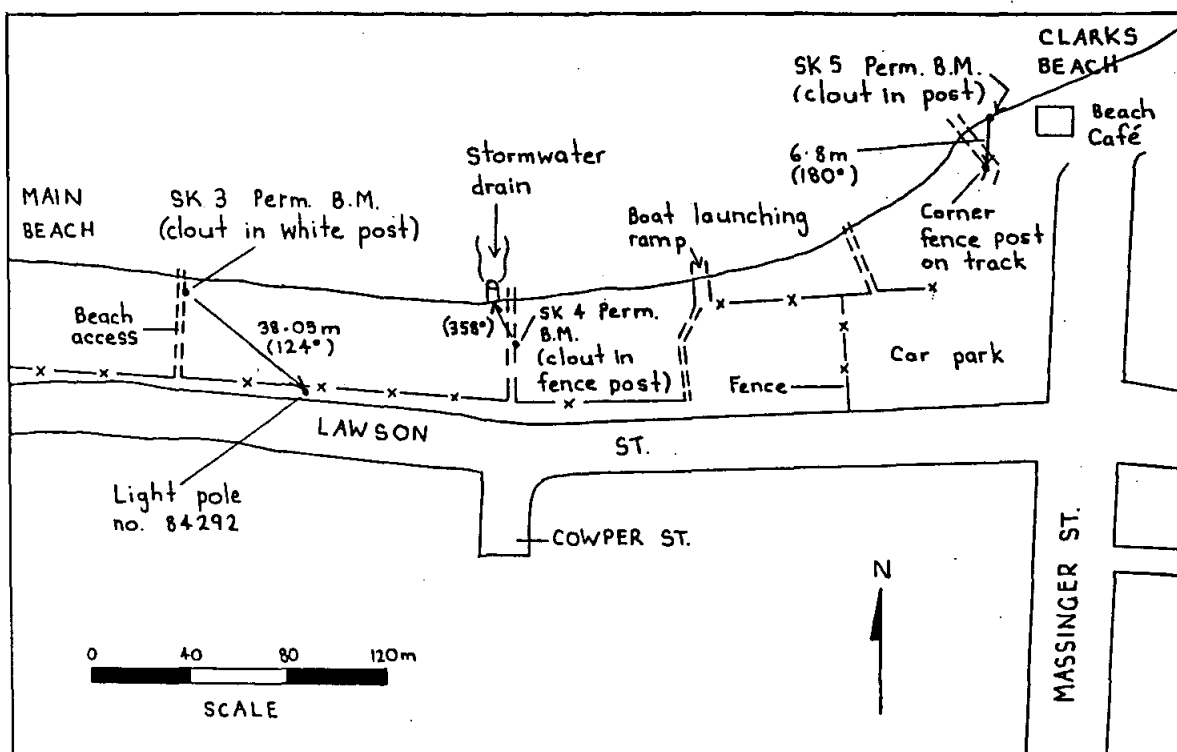 CLARKS
BEACH
SK 5 Perm. B.M.
(clout in post)
Beach
Café
6.8m
(180°)
Stormwater
drain
MAIN
BEACH
SK 3 Perm. B.M.
(clout in white post)
Boat launching
ramp
Corner
fence post
on track
Beach
access
38.05m
(124°)
(358°)
SK 4 Perm.
B.M.
(clout in
fence post)
Car park
Fence
LAWSON
ST.
Light pole
no. 84292
COWPER ST.
MASSINGER ST.
N
0 40 80 120m
SCALE